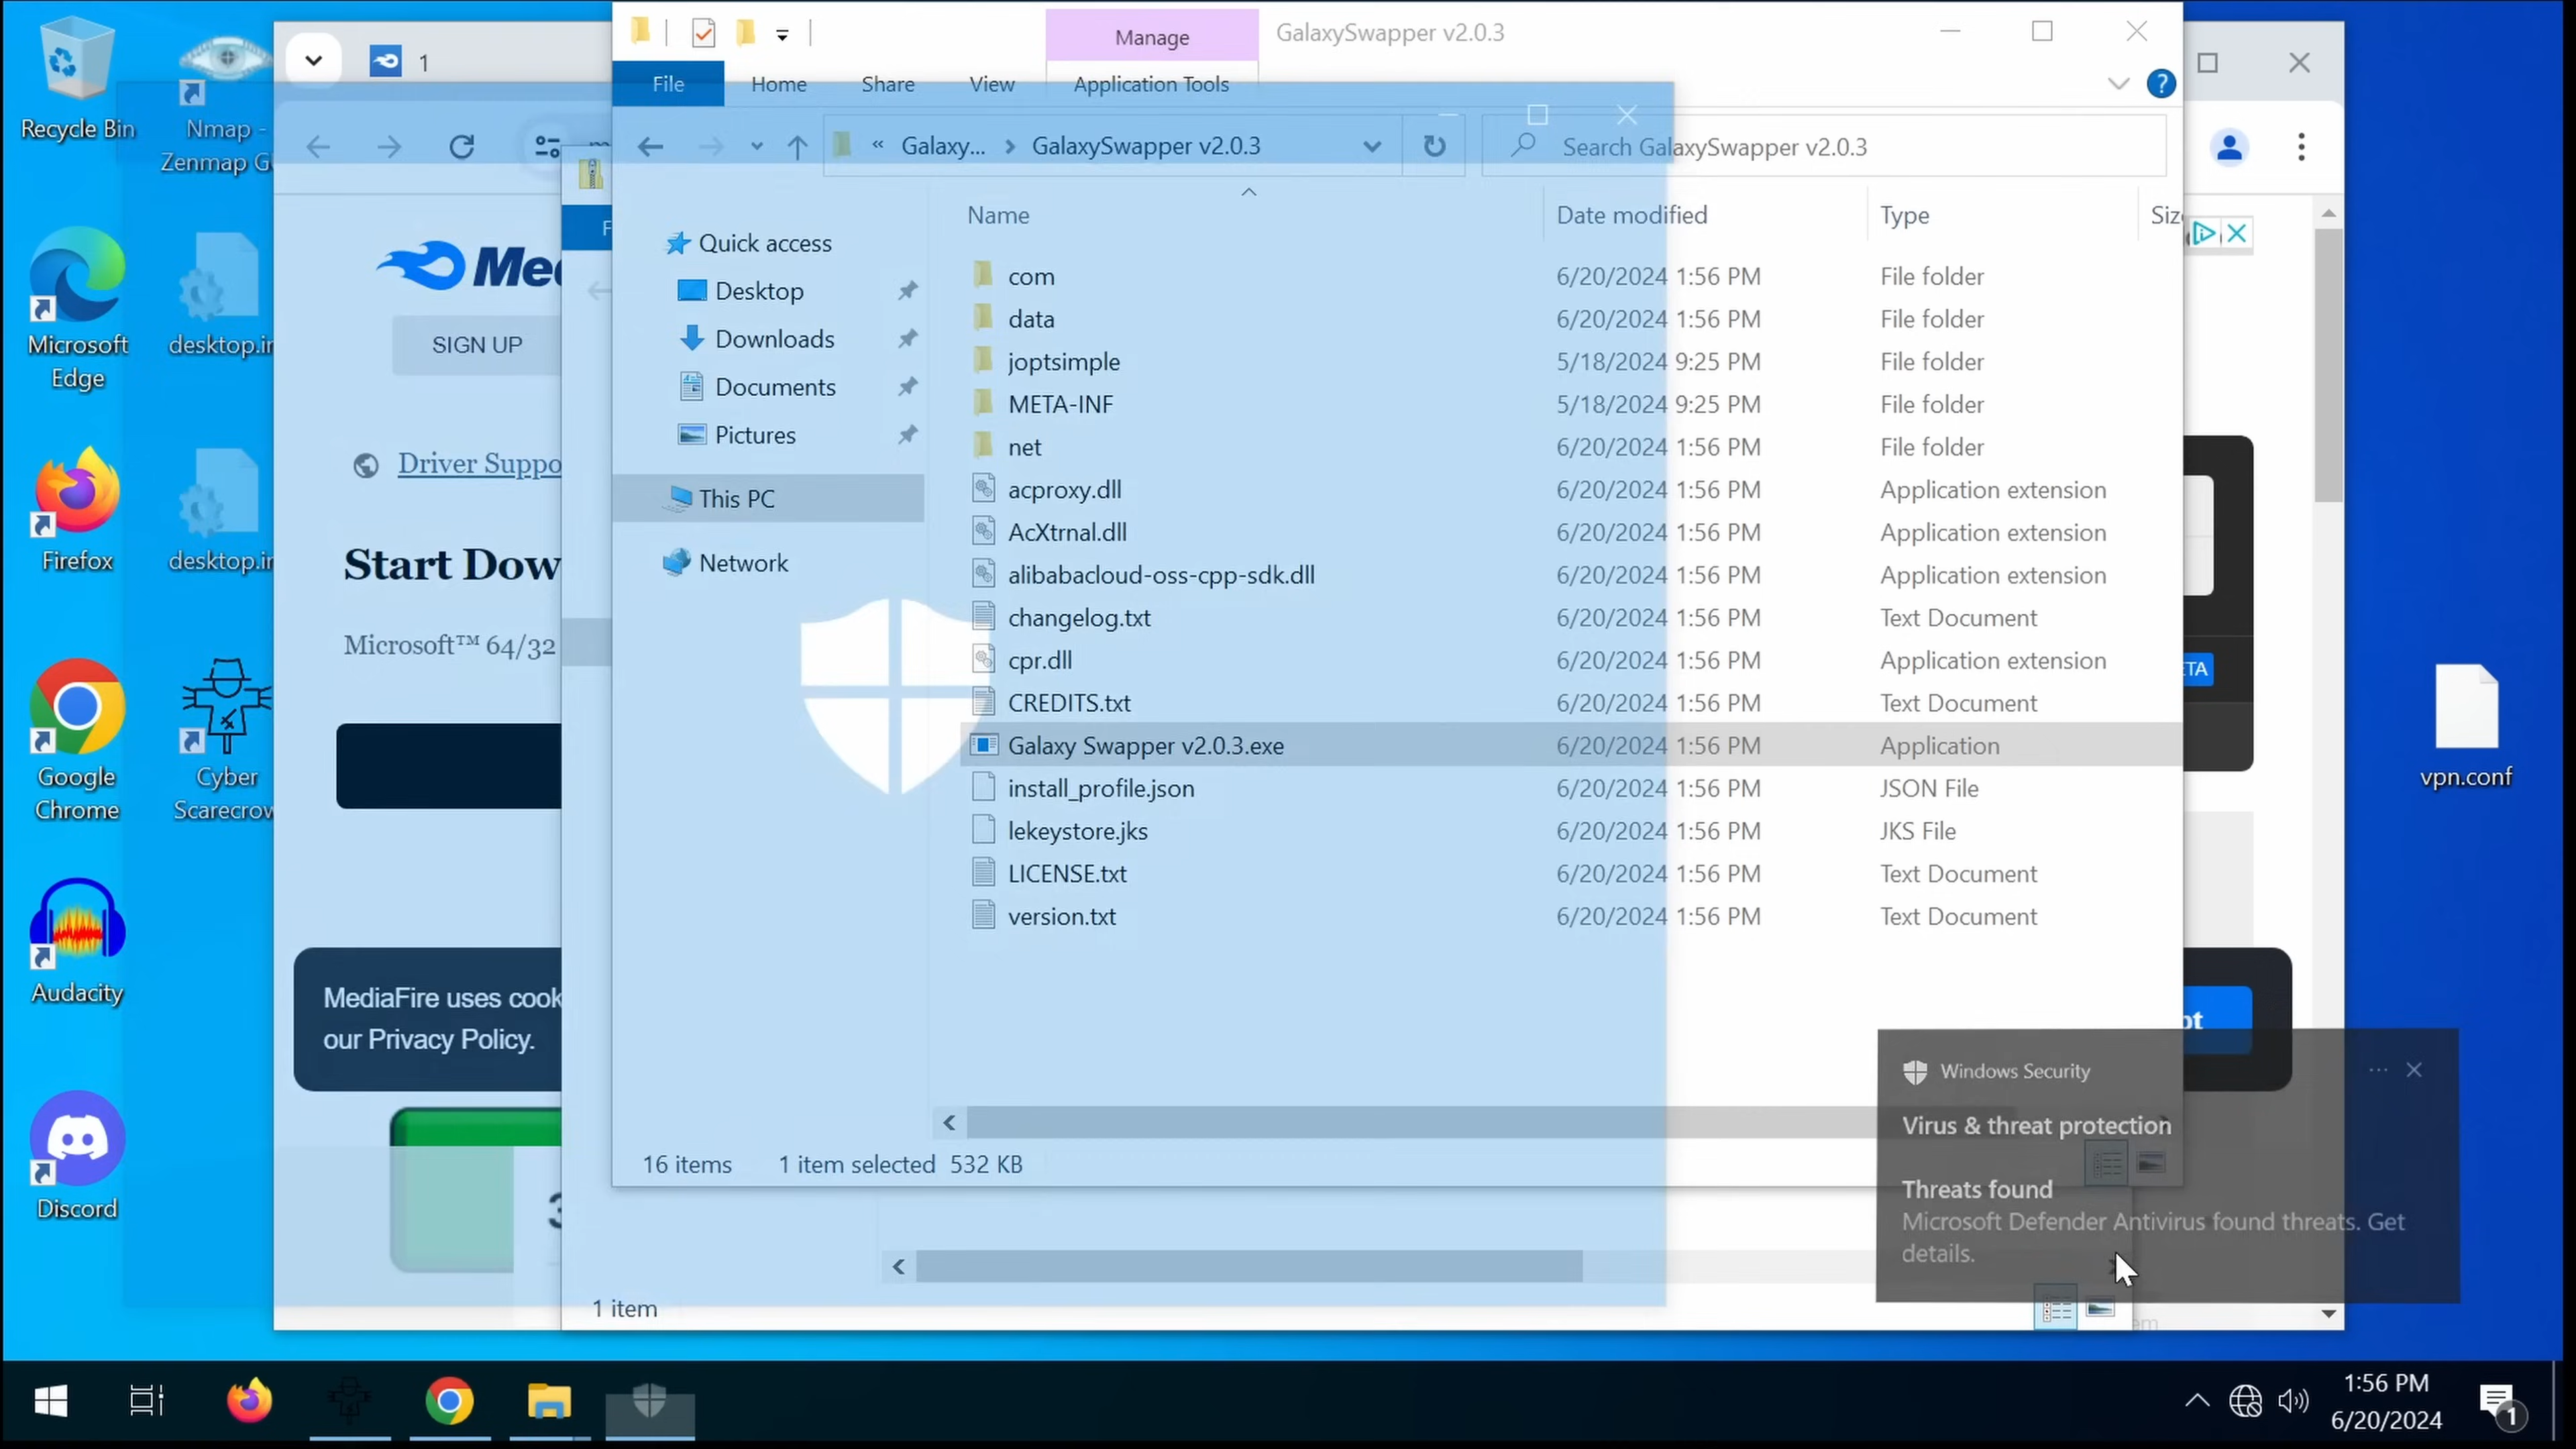 Recycle Bin
Nmap -
Zenmap G
Microsoft
Edge
desktop.in
Firefox
desktop.in
Google
Chrome
Cyber
Scarecrow
Audacity
Discord
vpn.conf
1
SIGN UP
Driver Suppo
Start Dow
Microsoft™ 64/32
MediaFire uses cook
our Privacy Policy.
Manage
GalaxySwapper v2.0.3
File
Home
Share
View
Application Tools
« Galaxy... > GalaxySwapper v2.0.3
Search GalaxySwapper v2.0.3
Quick access
Desktop
Downloads
Documents
Pictures
This PC
Network
Name Date modified Type Siz
com 6/20/2024 1:56 PM File folder
data 6/20/2024 1:56 PM File folder
joptsimple 5/18/2024 9:25 PM File folder
META-INF 5/18/2024 9:25 PM File folder
net 6/20/2024 1:56 PM File folder
acproxy.dll 6/20/2024 1:56 PM Application extension
AcXtrnal.dll 6/20/2024 1:56 PM Application extension
alibabacloud-oss-cpp-sdk.dll 6/20/2024 1:56 PM Application extension
changelog.txt 6/20/2024 1:56 PM Text Document
cpr.dll 6/20/2024 1:56 PM Application extension
CREDITS.txt 6/20/2024 1:56 PM Text Document
Galaxy Swapper v2.0.3.exe 6/20/2024 1:56 PM Application
install_profile.json 6/20/2024 1:56 PM JSON File
lekeystore.jks 6/20/2024 1:56 PM JKS File
LICENSE.txt 6/20/2024 1:56 PM Text Document
version.txt 6/20/2024 1:56 PM Text Document
16 items 1 item selected 532 KB
1 item
Windows Security
Virus & threat protection
Threats found
Microsoft Defender Antivirus found threats. Get
details.
1:56 PM
6/20/2024
1